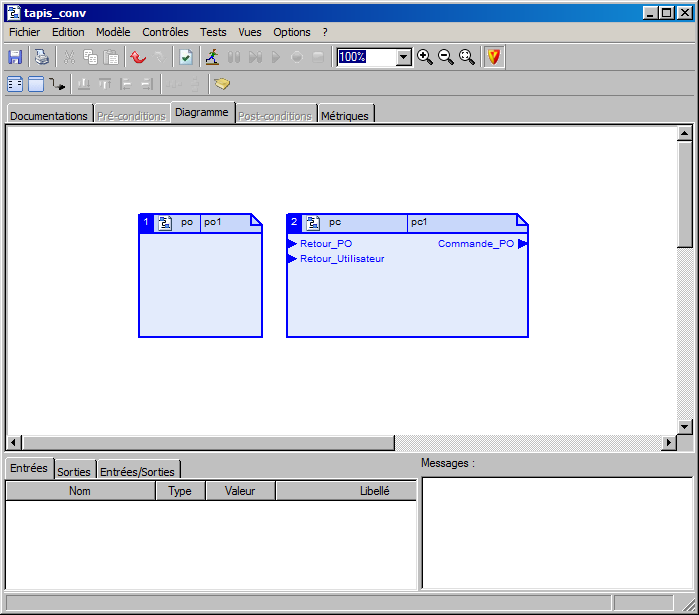 tapis_conv
Fichier Edition Modèle Contrôles Tests Vues Options ?
100%
Documentations Pré-conditions Diagramme Post-conditions Métriques
1 po po1
2 pc pc1
Retour_PO Commande_PO
Retour_Utilisateur
Entrées Sorties Entrées/Sorties
Messages :
Nom Type Valeur Libellé